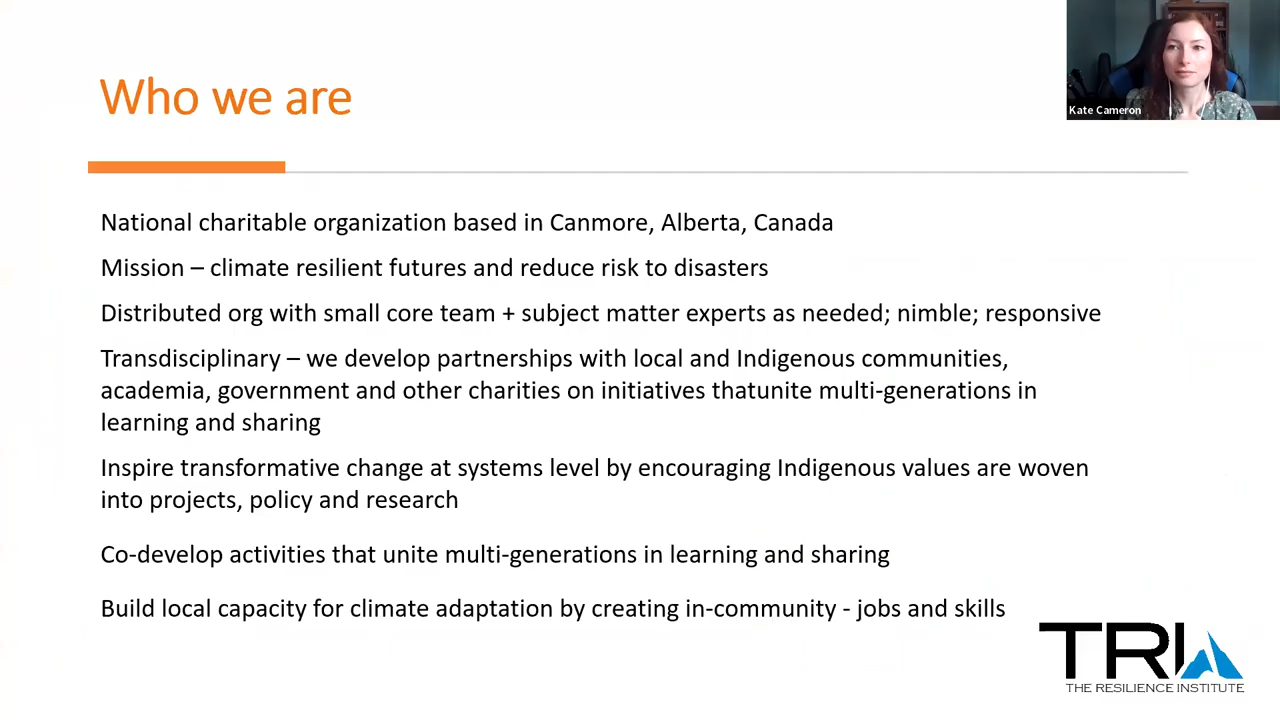 Who we are
Kate Cameron
National charitable organization based in Canmore, Alberta, Canada
Mission – climate resilient futures and reduce risk to disasters
Distributed org with small core team + subject matter experts as needed; nimble; responsive
Transdisciplinary – we develop partnerships with local and Indigenous communities,
academia, government and other charities on initiatives thatunite multi-generations in
learning and sharing
Inspire transformative change at systems level by encouraging Indigenous values are woven
into projects, policy and research
Co-develop activities that unite multi-generations in learning and sharing
Build local capacity for climate adaptation by creating in-community - jobs and skills
TRI
THE RESILIENCE INSTITUTE